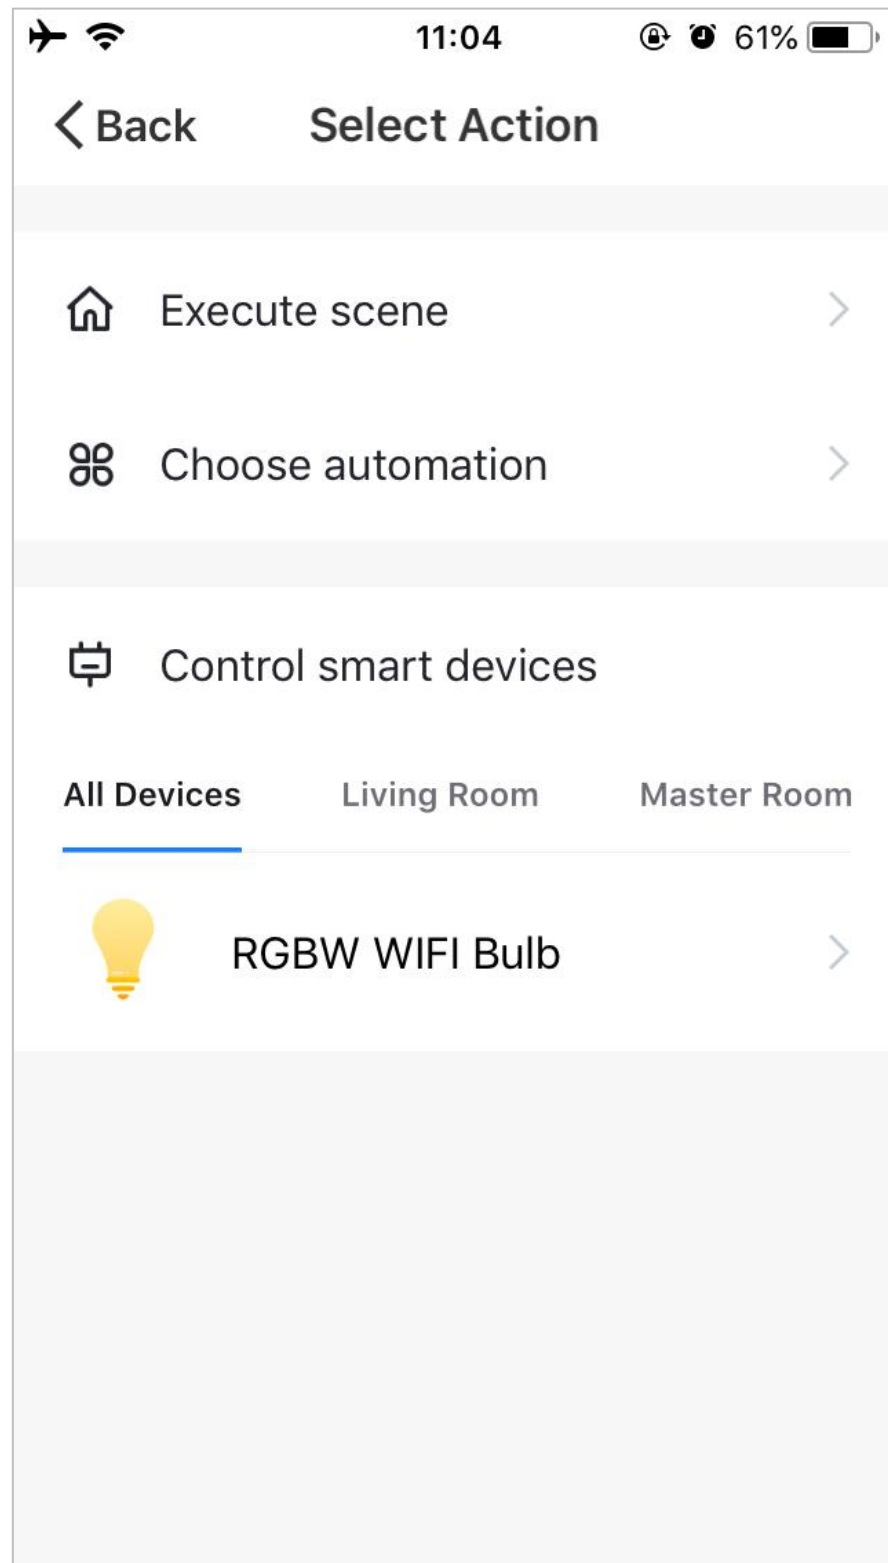 11:04 61%
Back Select Action
Execute scene
Choose automation
Control smart devices
All Devices Living Room Master Room
RGBW WIFI Bulb